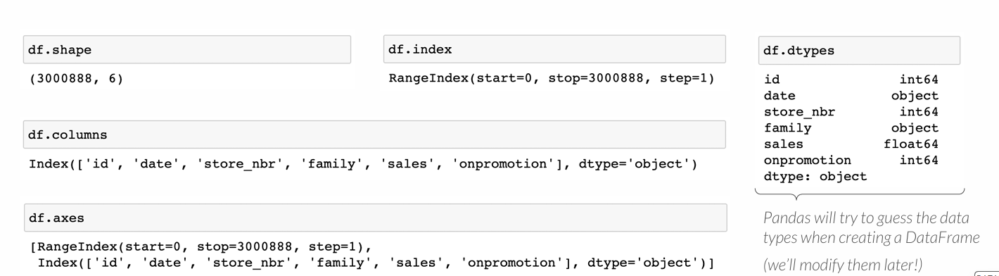 df.shape
(3000888, 6)
df.index
RangeIndex(start=0, stop=3000888, step=1)
df.columns
Index(['id', 'date', 'store_nbr', 'family', 'sales', 'onpromotion'], dtype='object')
df.axes
[RangeIndex(start=0, stop=3000888, step=1),
 Index(['id', 'date', 'store_nbr', 'family', 'sales', 'onpromotion'], dtype='object')]
df.dtypes
id int64
date object
store_nbr int64
family object
sales float64
onpromotion int64
dtype: object
Pandas will try to guess the data
types when creating a DataFrame
(we'll modify them later!)